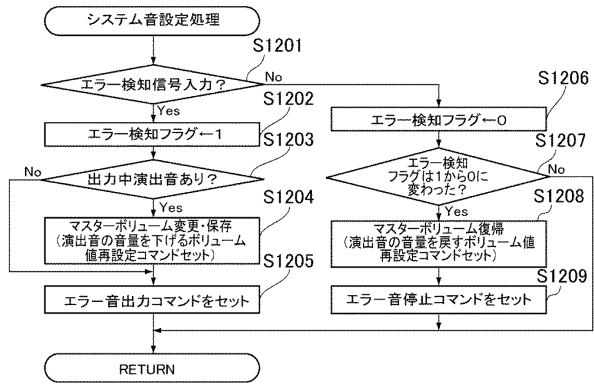 システム音設定処理
S1201
エラー検知信号入力？
No
Yes
S1202
エラー検知フラグ←1
S1203
出力中演出音あり？
No
Yes
S1204
マスターボリューム変更・保存
(演出音の音量を下げるボリューム
値再設定コマンドセット)
S1205
エラー音出力コマンドをセット
S1206
エラー検知フラグ←0
S1207
エラー検知
フラグは1から0に
変わった？
No
Yes
S1208
マスターボリューム復帰
(演出音の音量を戻すボリューム値
再設定コマンドセット)
S1209
エラー音停止コマンドをセット
RETURN